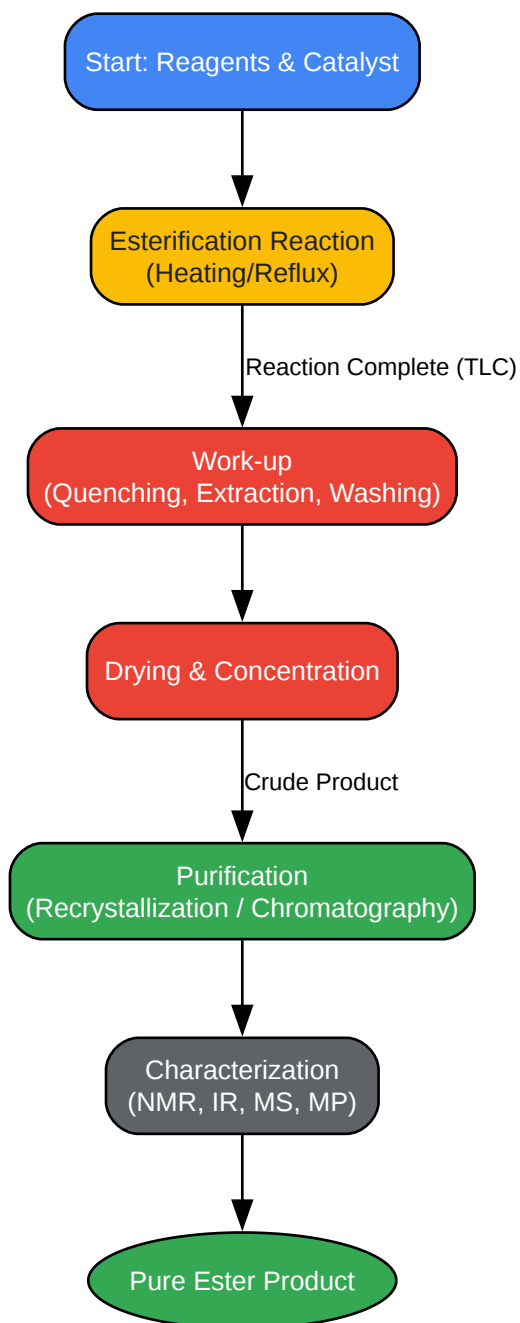 Start: Reagents & Catalyst
Esterification Reaction
(Heating/Reflux)
Reaction Complete (TLC)
Work-up
(Quenching, Extraction, Washing)
Drying & Concentration
Crude Product
Purification
(Recrystallization / Chromatography)
Characterization
(NMR, IR, MS, MP)
Pure Ester Product